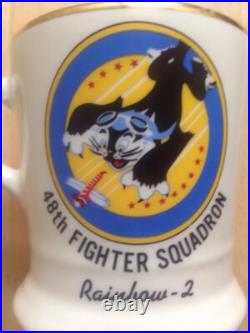 48th FIGHTER SQUADRON
Rainbow-2